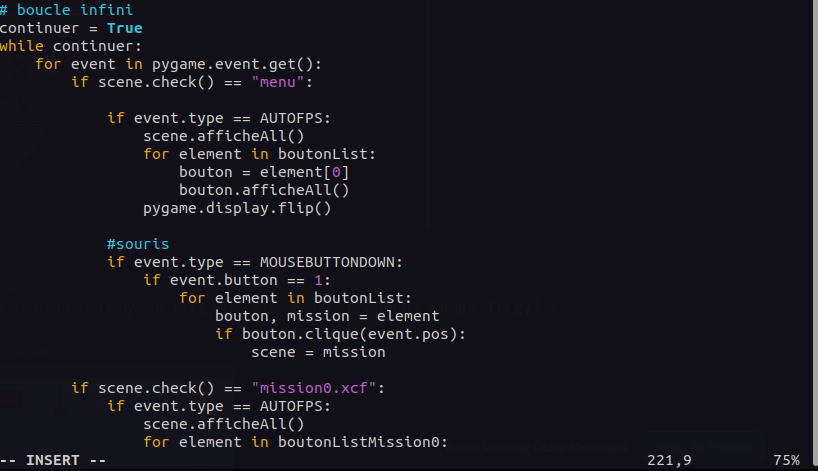 # boucle infini
continuer = True
while continuer:
    for event in pygame.event.get():
        if scene.check() == "menu":

            if event.type == AUTOFPS:
                scene.afficheAll()
                for element in boutonList:
                    bouton = element[0]
                    bouton.afficheAll()
                pygame.display.flip()

            #souris
            if event.type == MOUSEBUTTONDOWN:
                if event.button == 1:
                    for element in boutonList:
                        bouton, mission = element
                        if bouton.clique(event.pos):
                            scene = mission

        if scene.check() == "mission0.xcf":
            if event.type == AUTOFPS:
                scene.afficheAll()
                for element in boutonListMission0:
-- INSERT -- 221,9 75%